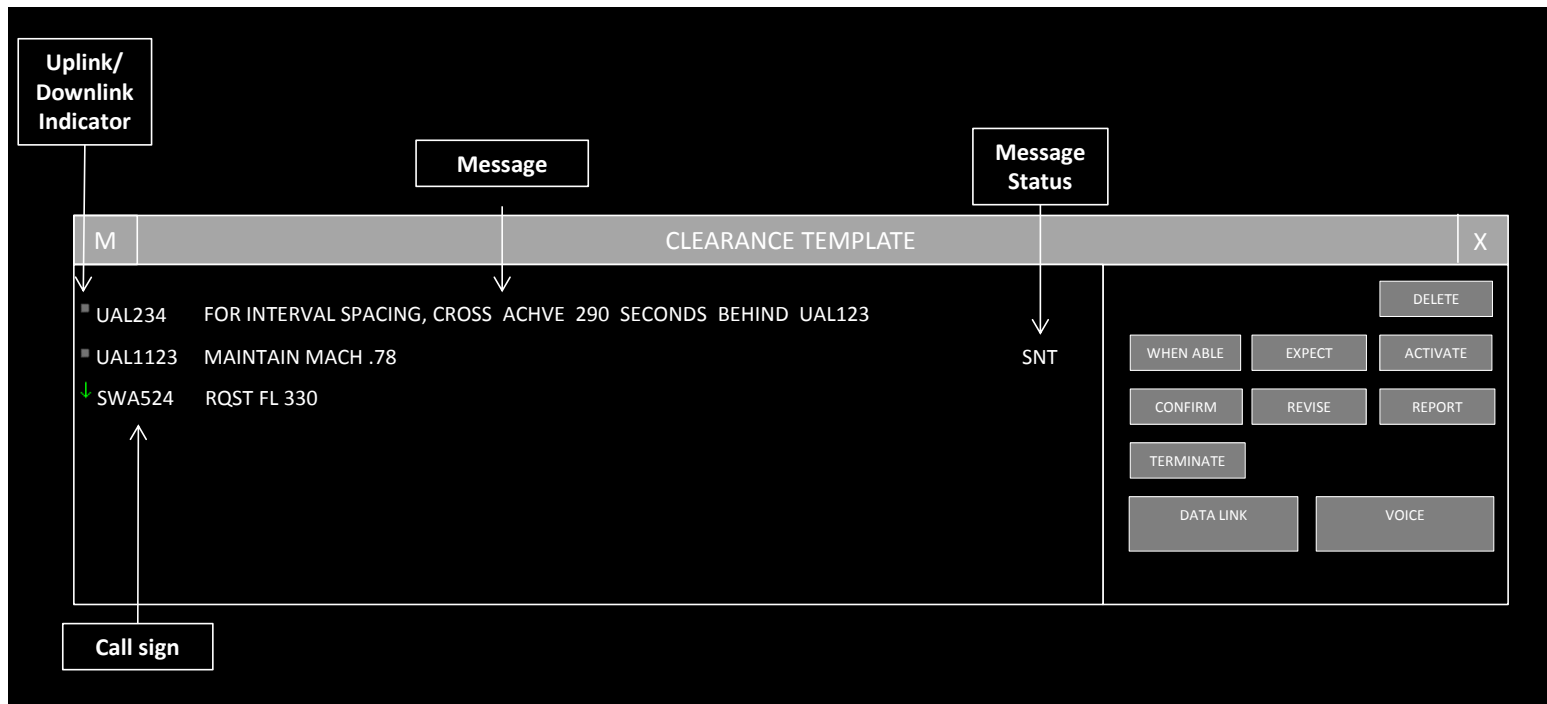 Uplink/
Downlink
Indicator
Message
Message
Status
M CLEARANCE TEMPLATE X
UAL234 FOR INTERVAL SPACING, CROSS ACHVE 290 SECONDS BEHIND UAL123
UAL1123 MAINTAIN MACH .78 SNT
SWA524 RQST FL 330
DELETE
WHEN ABLE EXPECT ACTIVATE
CONFIRM REVISE REPORT
TERMINATE
DATA LINK VOICE
Call sign